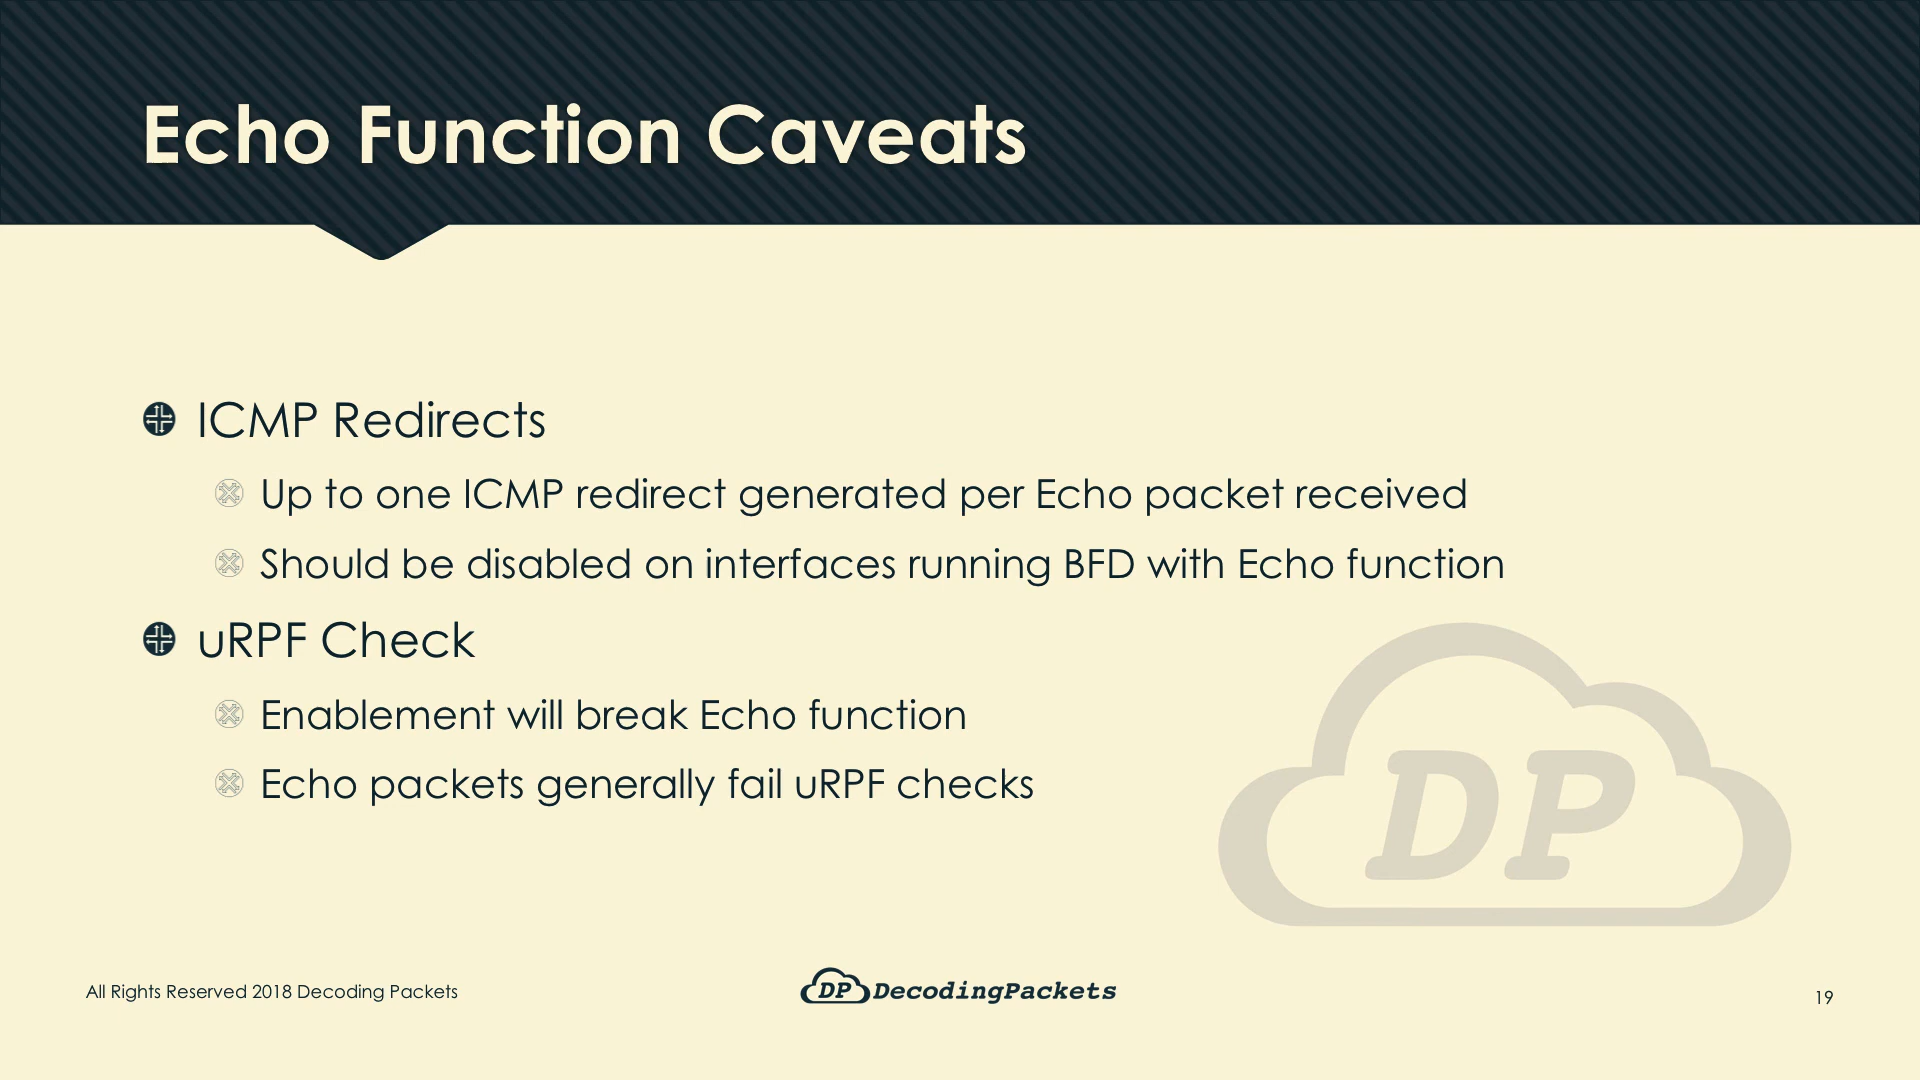 Echo Function Caveats
ICMP Redirects
Up to one ICMP redirect generated per Echo packet received
Should be disabled on interfaces running BFD with Echo function
uRPF Check
Enablement will break Echo function
Echo packets generally fail uRPF checks
DP
All Rights Reserved 2018 Decoding Packets
DP DecodingPackets
19